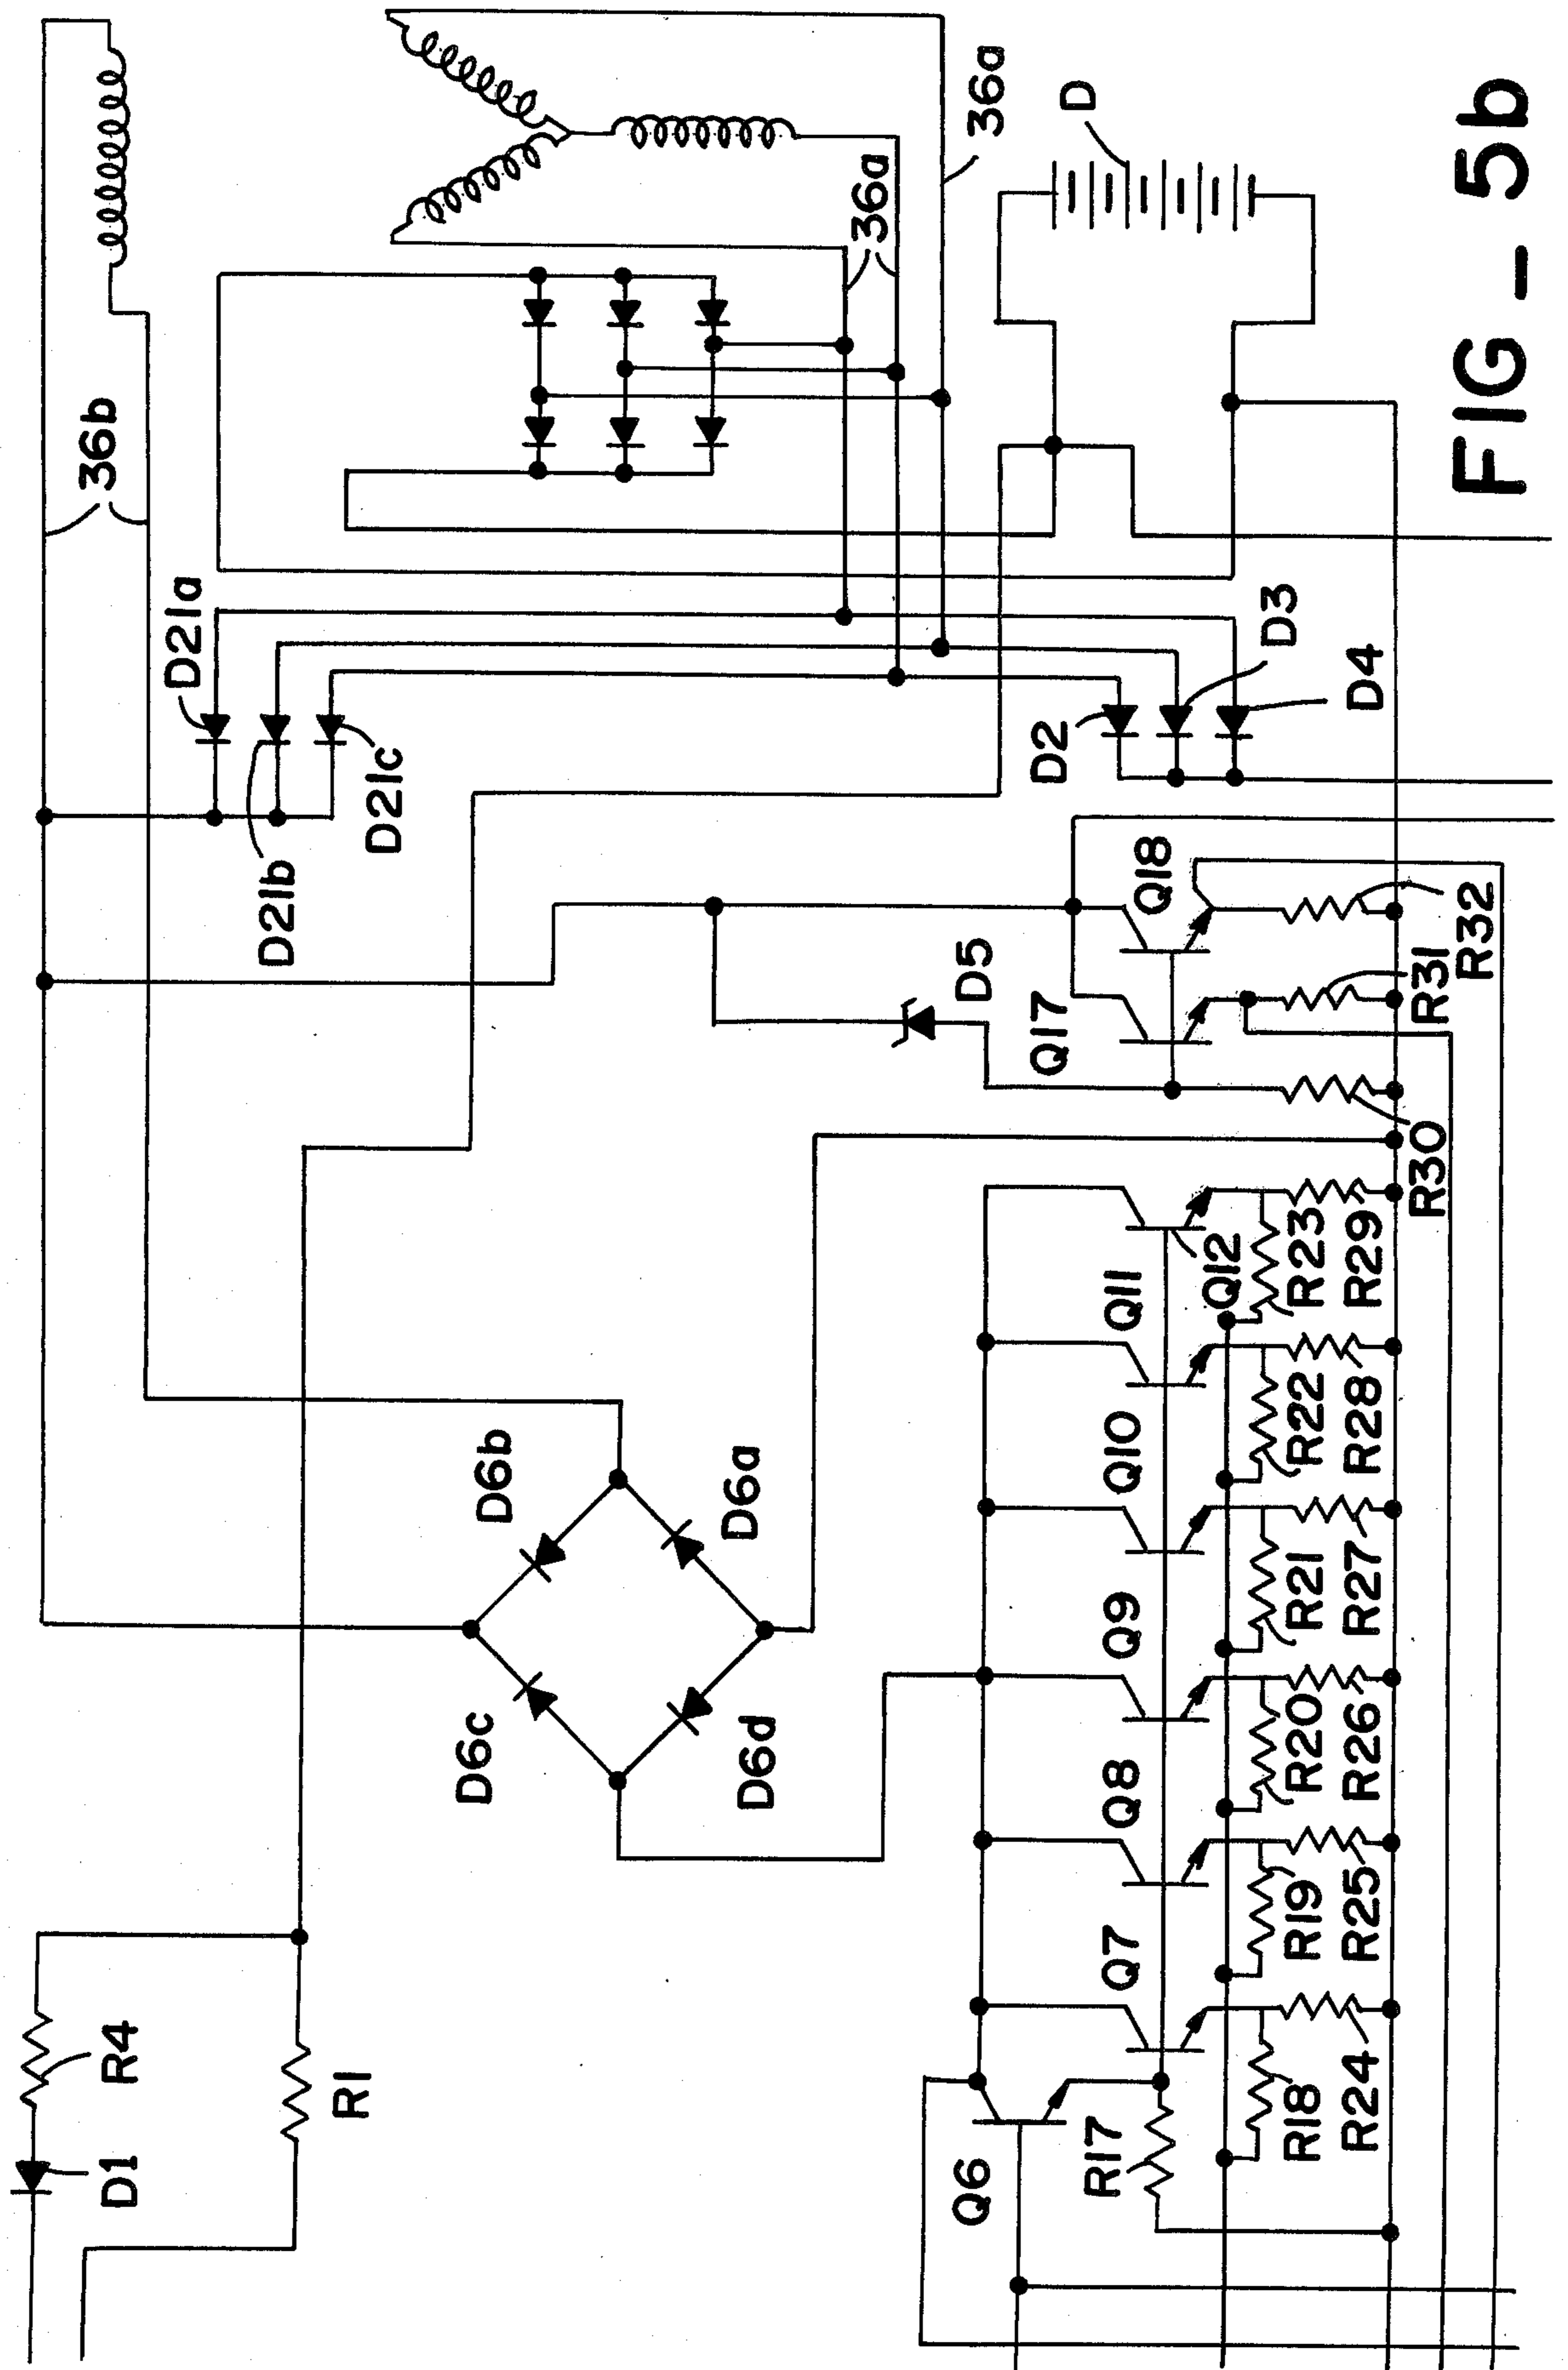 36b
36a
36a
D
D21a
D21b
D21c
D2
D3
D4
D5
Q17
Q18
R31
R32
R30
D6b
D6a
D6c
D6d
Q11
Q12
Q10
Q9
Q8
Q7
Q6
R23
R29
R22
R28
R21
R27
R20
R26
R19
R25
R18
R24
R17
R4
D1
R1
FIG - 5b